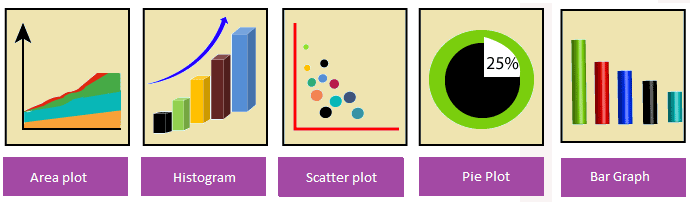 25%
Area plot
Histogram
Scatter plot
Pie Plot
Bar Graph